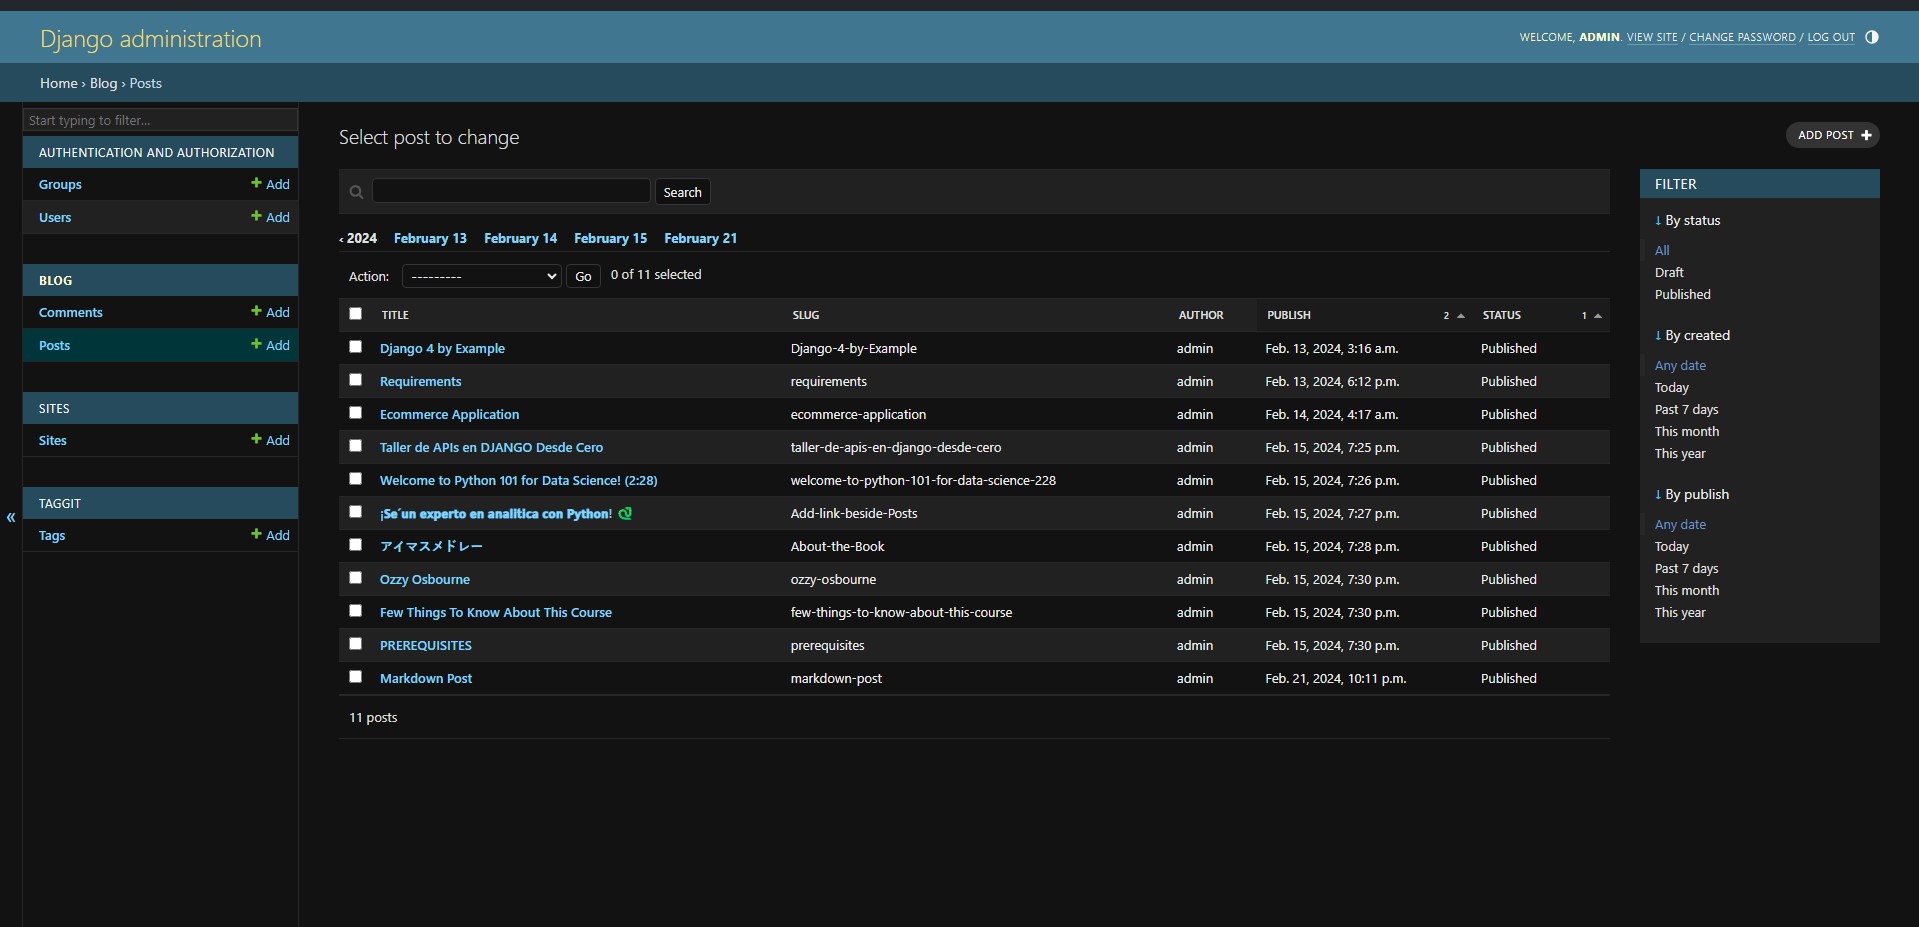 Django administration
WELCOME, ADMIN. VIEW SITE / CHANGE PASSWORD / LOG OUT
Home › Blog › Posts
Start typing to filter...
AUTHENTICATION AND AUTHORIZATION
Groups + Add
Users + Add
BLOG
Comments + Add
Posts + Add
SITES
Sites + Add
TAGGIT
Tags + Add
«
Select post to change
ADD POST +
Search
‹ 2024 February 13 February 14 February 15 February 21
Action: --------- Go 0 of 11 selected
TITLE SLUG AUTHOR PUBLISH 2 STATUS 1
Django 4 by Example Django-4-by-Example admin Feb. 13, 2024, 3:16 a.m. Published
Requirements requirements admin Feb. 13, 2024, 6:12 p.m. Published
Ecommerce Application ecommerce-application admin Feb. 14, 2024, 4:17 a.m. Published
Taller de APIs en DJANGO Desde Cero taller-de-apis-en-django-desde-cero admin Feb. 15, 2024, 7:25 p.m. Published
Welcome to Python 101 for Data Science! (2:28) welcome-to-python-101-for-data-science-228 admin Feb. 15, 2024, 7:26 p.m. Published
¡Se´un experto en analitica con Python! 🐉 Add-link-beside-Posts admin Feb. 15, 2024, 7:27 p.m. Published
アイマスメドレー About-the-Book admin Feb. 15, 2024, 7:28 p.m. Published
Ozzy Osbourne ozzy-osbourne admin Feb. 15, 2024, 7:30 p.m. Published
Few Things To Know About This Course few-things-to-know-about-this-course admin Feb. 15, 2024, 7:30 p.m. Published
PREREQUISITES prerequisites admin Feb. 15, 2024, 7:30 p.m. Published
Markdown Post markdown-post admin Feb. 21, 2024, 10:11 p.m. Published
11 posts
FILTER
↓ By status
All
Draft
Published
↓ By created
Any date
Today
Past 7 days
This month
This year
↓ By publish
Any date
Today
Past 7 days
This month
This year